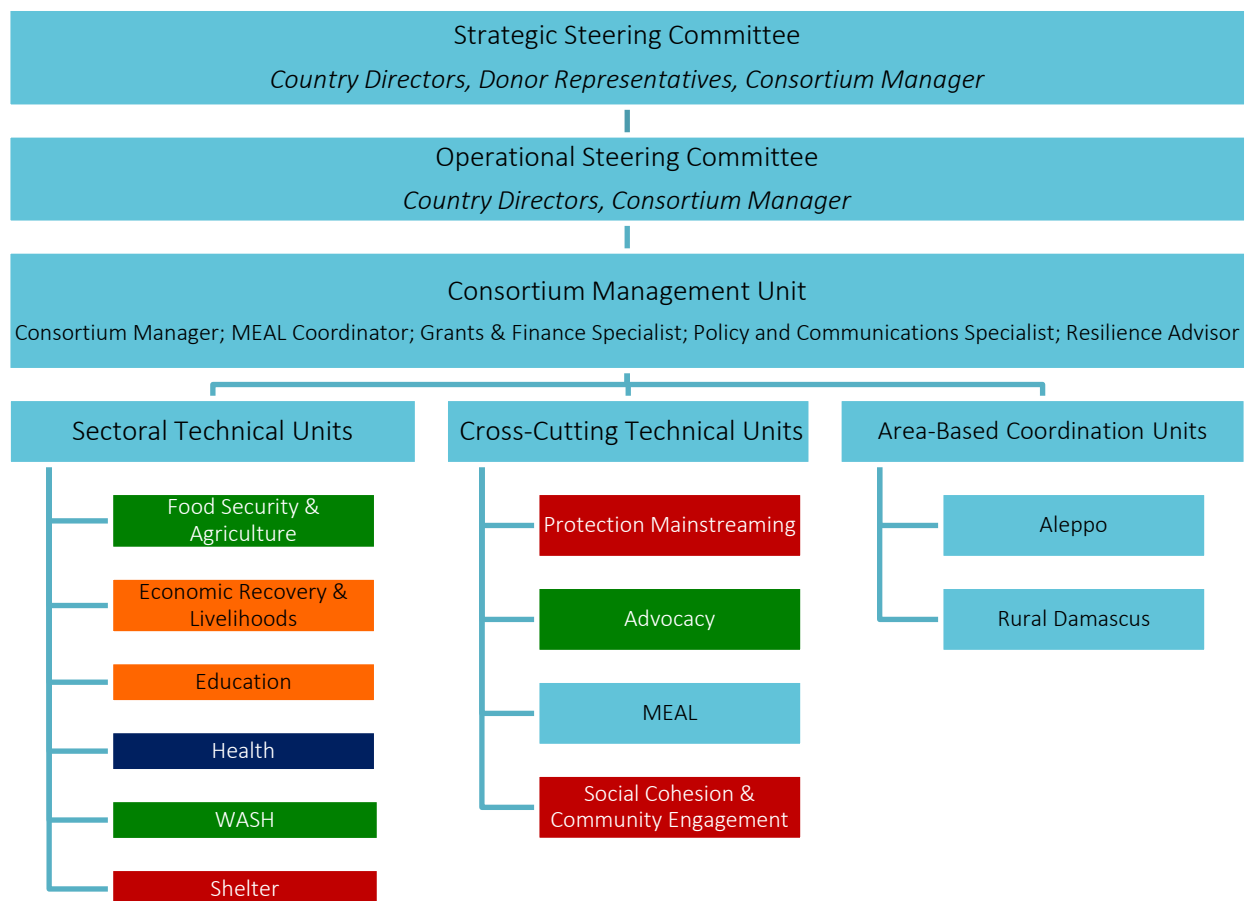 Strategic Steering Committee
Country Directors, Donor Representatives, Consortium Manager
Operational Steering Committee
Country Directors, Consortium Manager
Consortium Management Unit
Consortium Manager; MEAL Coordinator; Grants & Finance Specialist; Policy and Communications Specialist; Resilience Advisor
Sectoral Technical Units
Food Security &
Agriculture
Economic Recovery &
Livelihoods
Education
Health
WASH
Shelter
Cross-Cutting Technical Units
Protection Mainstreaming
Advocacy
MEAL
Social Cohesion &
Community Engagement
Area-Based Coordination Units
Aleppo
Rural Damascus